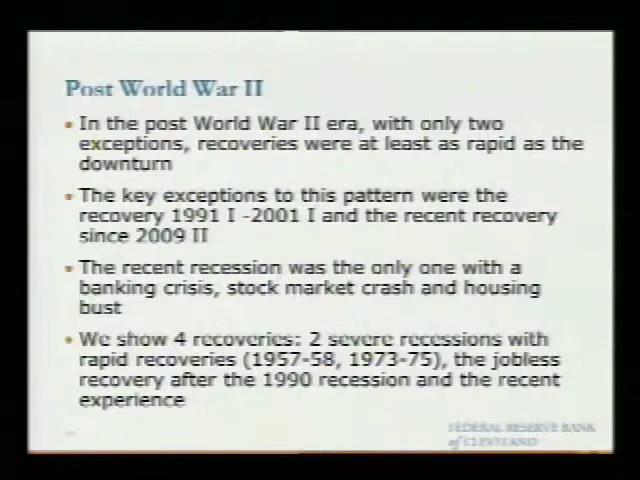 Post World War II
• In the post World War II era, with only two
exceptions, recoveries were at least as rapid as the
downturn
• The key exceptions to this pattern were the
recovery 1991 I -2001 I and the recent recovery
since 2009 II
• The recent recession was the only one with a
banking crisis, stock market crash and housing
bust
• We show 4 recoveries: 2 severe recessions with
rapid recoveries (1957-58, 1973-75), the jobless
recovery after the 1990 recession and the recent
experience
FEDERAL RESERVE BANK
of CLEVELAND